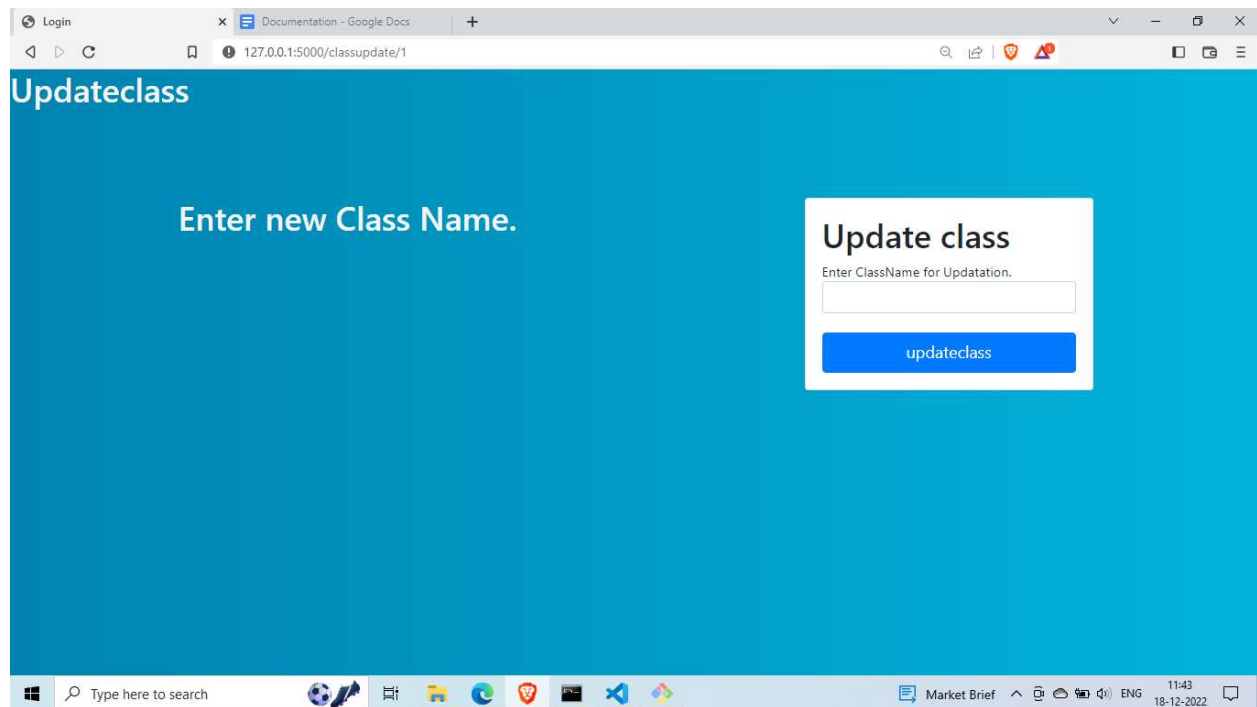 Login
Documentation - Google Docs
127.0.0.1:5000/classupdate/1
Updateclass
Enter new Class Name.
Update class
Enter ClassName for Updatation.
updateclass
Type here to search
Market Brief
ENG
11:43
18-12-2022